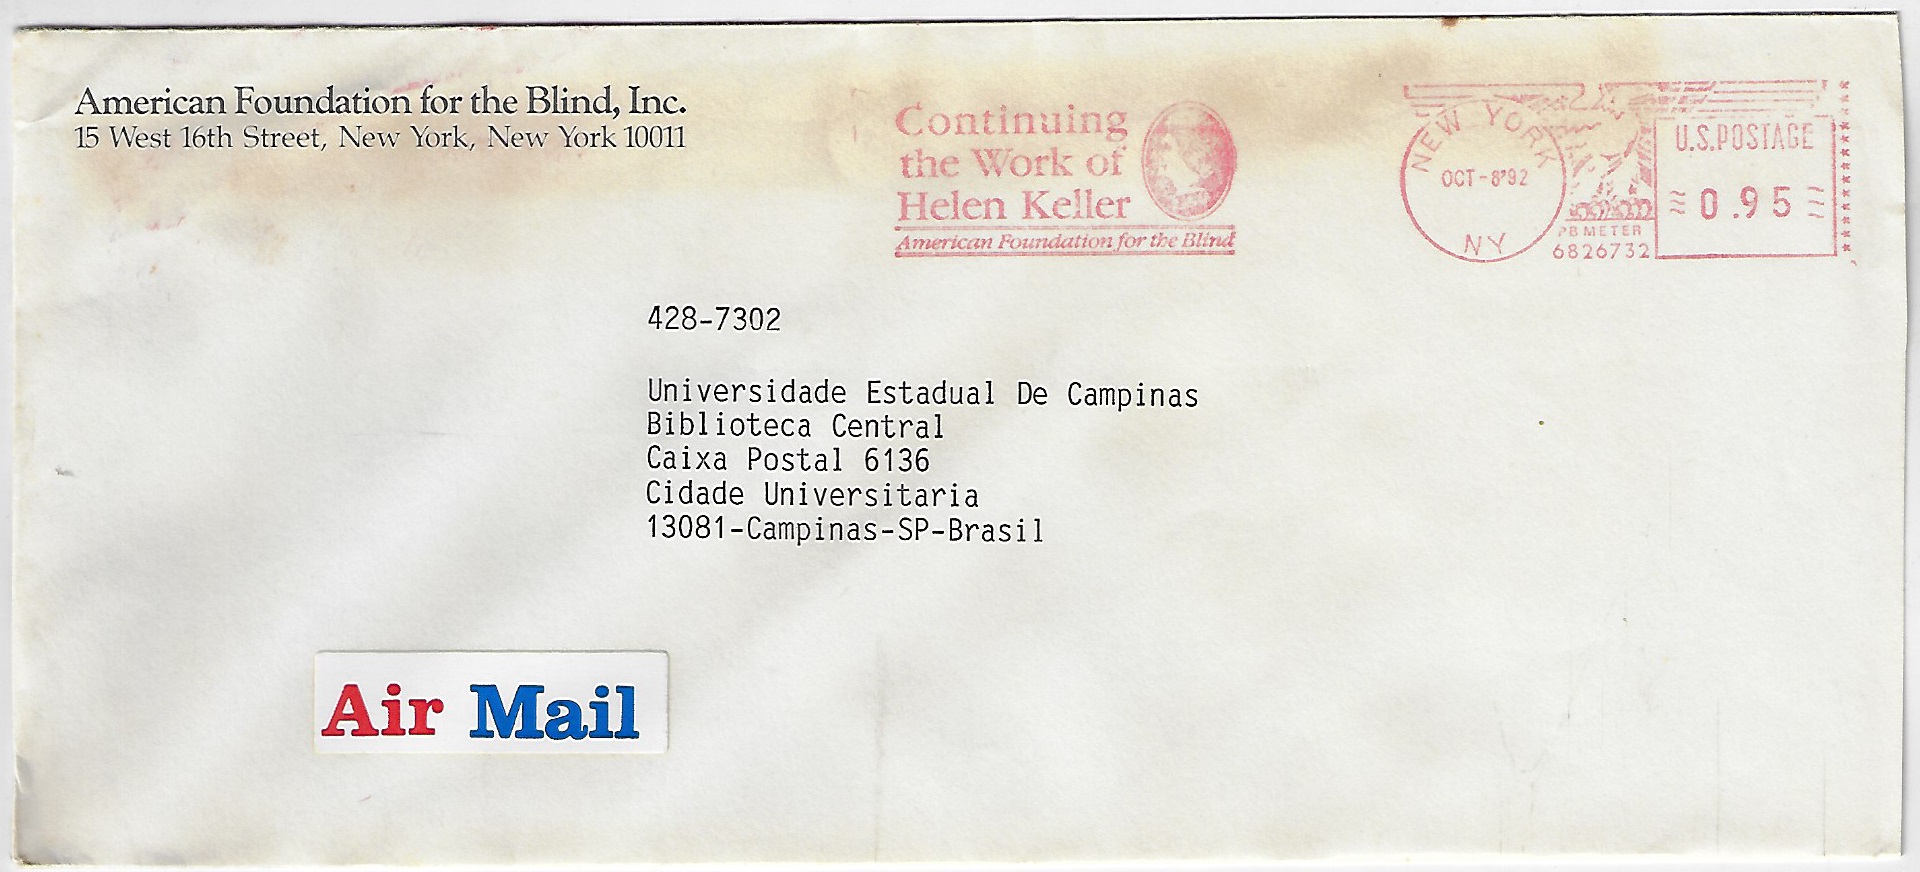 American Foundation for the Blind, Inc.
15 West 16th Street, New York, New York 10011
Continuing
the Work of
Helen Keller
American Foundation for the Blind
NEW YORK
OCT-8'92
NY
PB METER
6826732
U.S.POSTAGE
0.95
428-7302
Universidade Estadual De Campinas
Biblioteca Central
Caixa Postal 6136
Cidade Universitaria
13081-Campinas-SP-Brasil
Air Mail